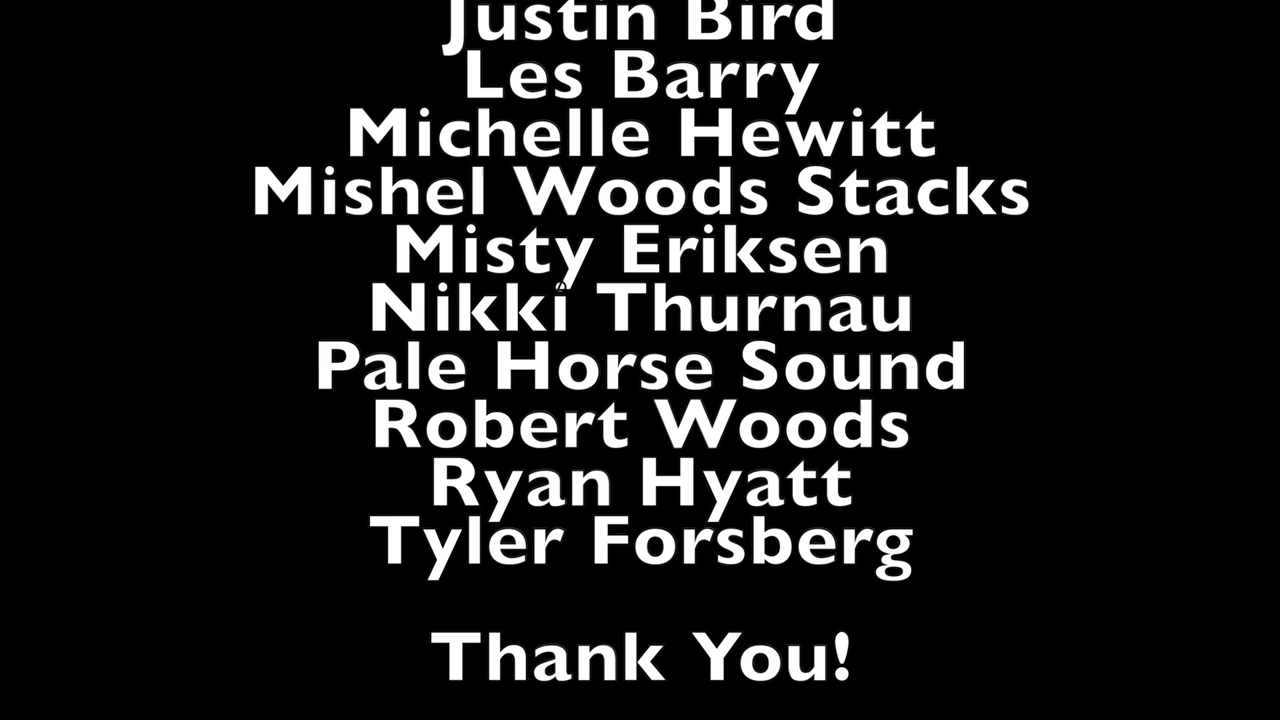 Justin Bird
Les Barry
Michelle Hewitt
Mishel Woods Stacks
Misty Eriksen
Nikki Thurnau
Pale Horse Sound
Robert Woods
Ryan Hyatt
Tyler Forsberg
Thank You!